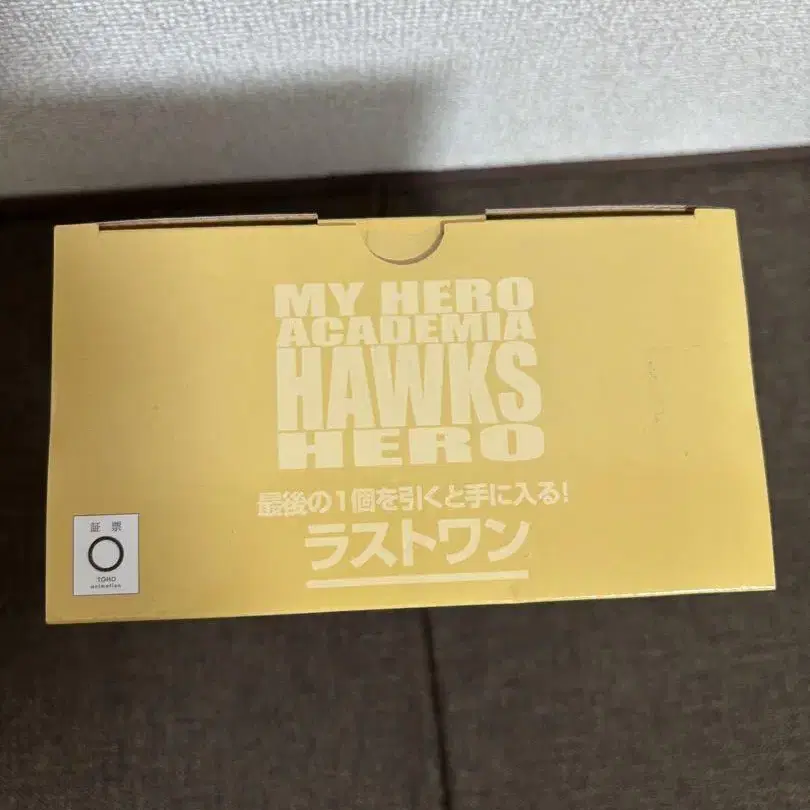 MY HERO
ACADEMIA
HAWKS
HERO
最後の1個を引くと手に入る!
ラストワン
証票
TOHO
animation